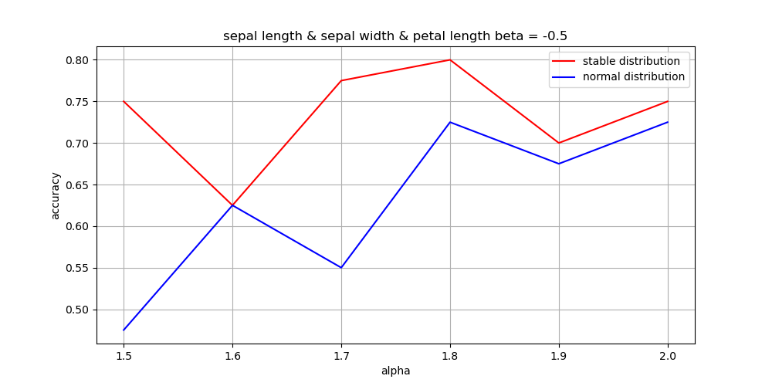 sepal length & sepal width & petal length beta = -0.5
stable distribution
normal distribution
accuracy
0.80
0.75
0.70
0.65
0.60
0.55
0.50
1.5 1.6 1.7 1.8 1.9 2.0
alpha